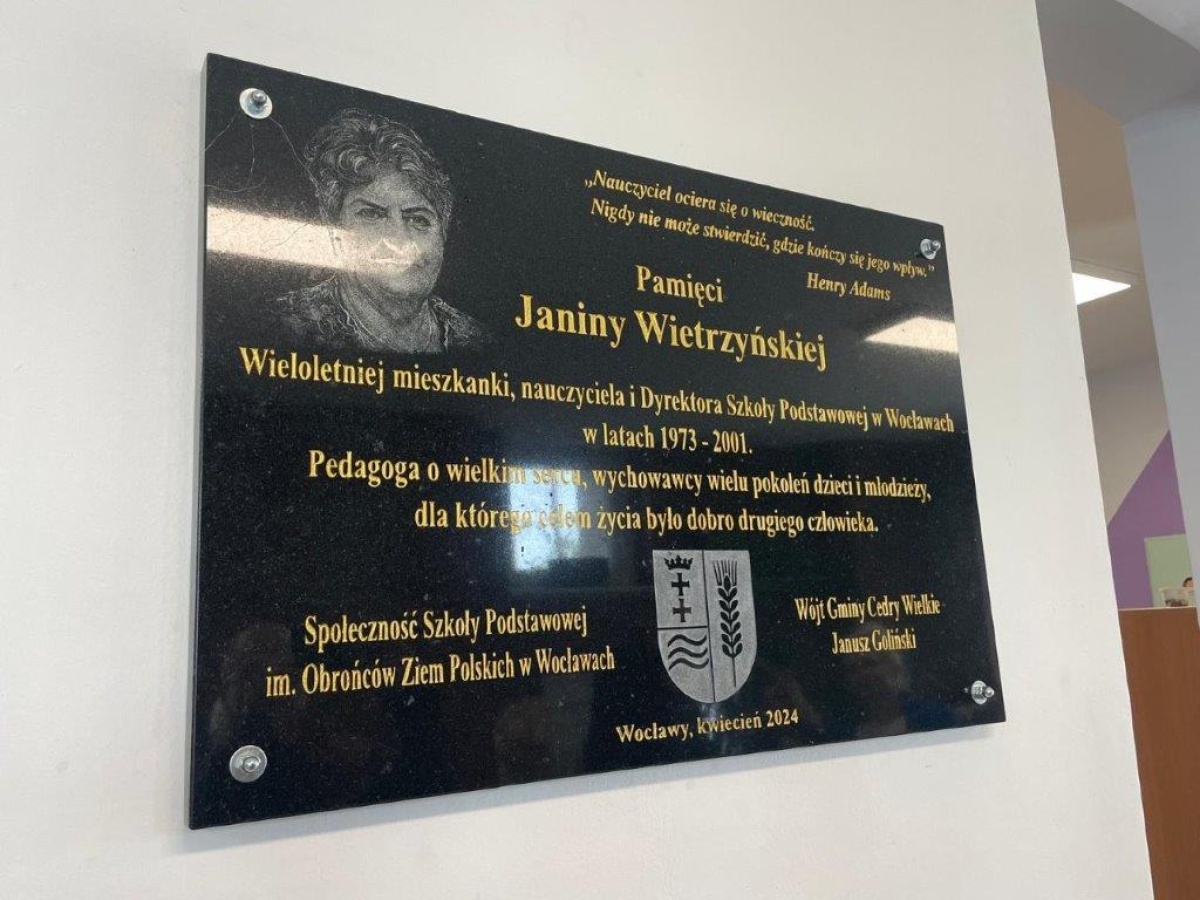 „Nauczyciel ociera się o wieczność.
Nigdy nie może stwierdzić, gdzie kończy się jego wpływ.”
Henry Adams
Pamięci
Janiny Wietrzyńskiej
Wieloletniej mieszkanki, nauczyciela i Dyrektora Szkoły Podstawowej w Wocławach
w latach 1973 - 2001.
Pedagoga o wielkim sercu, wychowawcy wielu pokoleń dzieci i młodzieży,
dla którego celem życia było dobro drugiego człowieka.
Społeczność Szkoły Podstawowej
im. Obrońców Ziem Polskich w Wocławach
Wójt Gminy Cedry Wielkie
Janusz Goliński
Wocławy, kwiecień 2024